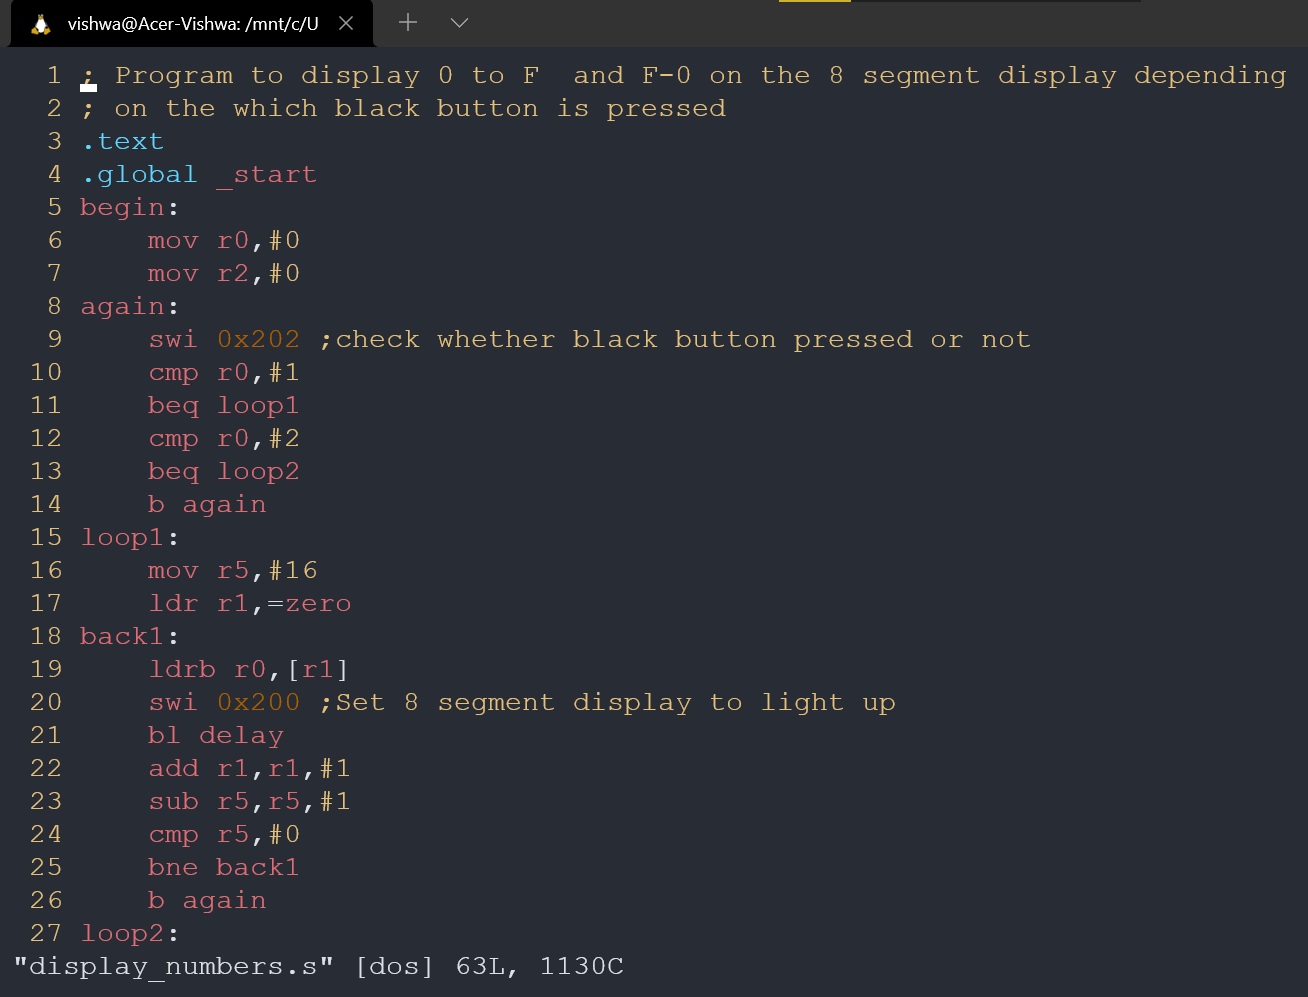 vishwa@Acer-Vishwa: /mnt/c/U
1 ; Program to display 0 to F  and F-0 on the 8 segment display depending
2 ; on the which black button is pressed
3 .text
4 .global _start
5 begin:
6     mov r0,#0
7     mov r2,#0
8 again:
9     swi 0x202 ;check whether black button pressed or not
10     cmp r0,#1
11     beq loop1
12     cmp r0,#2
13     beq loop2
14     b again
15 loop1:
16     mov r5,#16
17     ldr r1,=zero
18 back1:
19     ldrb r0,[r1]
20     swi 0x200 ;Set 8 segment display to light up
21     bl delay
22     add r1,r1,#1
23     sub r5,r5,#1
24     cmp r5,#0
25     bne back1
26     b again
27 loop2:
"display_numbers.s" [dos] 63L, 1130C